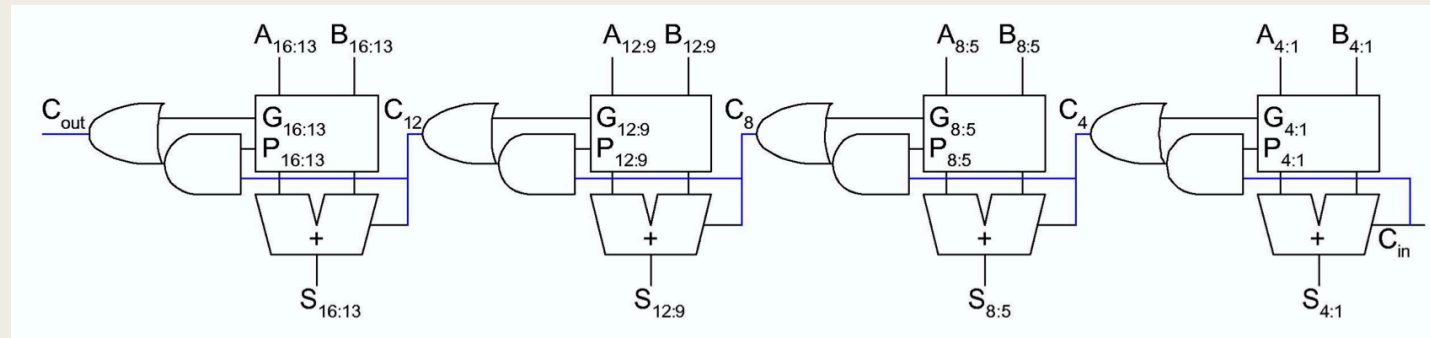 A16:13 B16:13 A12:9 B12:9 A8:5 B8:5 A4:1 B4:1
Cout G16:13 C12 G12:9 C8 G8:5 C4 G4:1
P16:13 P12:9 P8:5 P4:1
+ + + + Cin
S16:13 S12:9 S8:5 S4:1